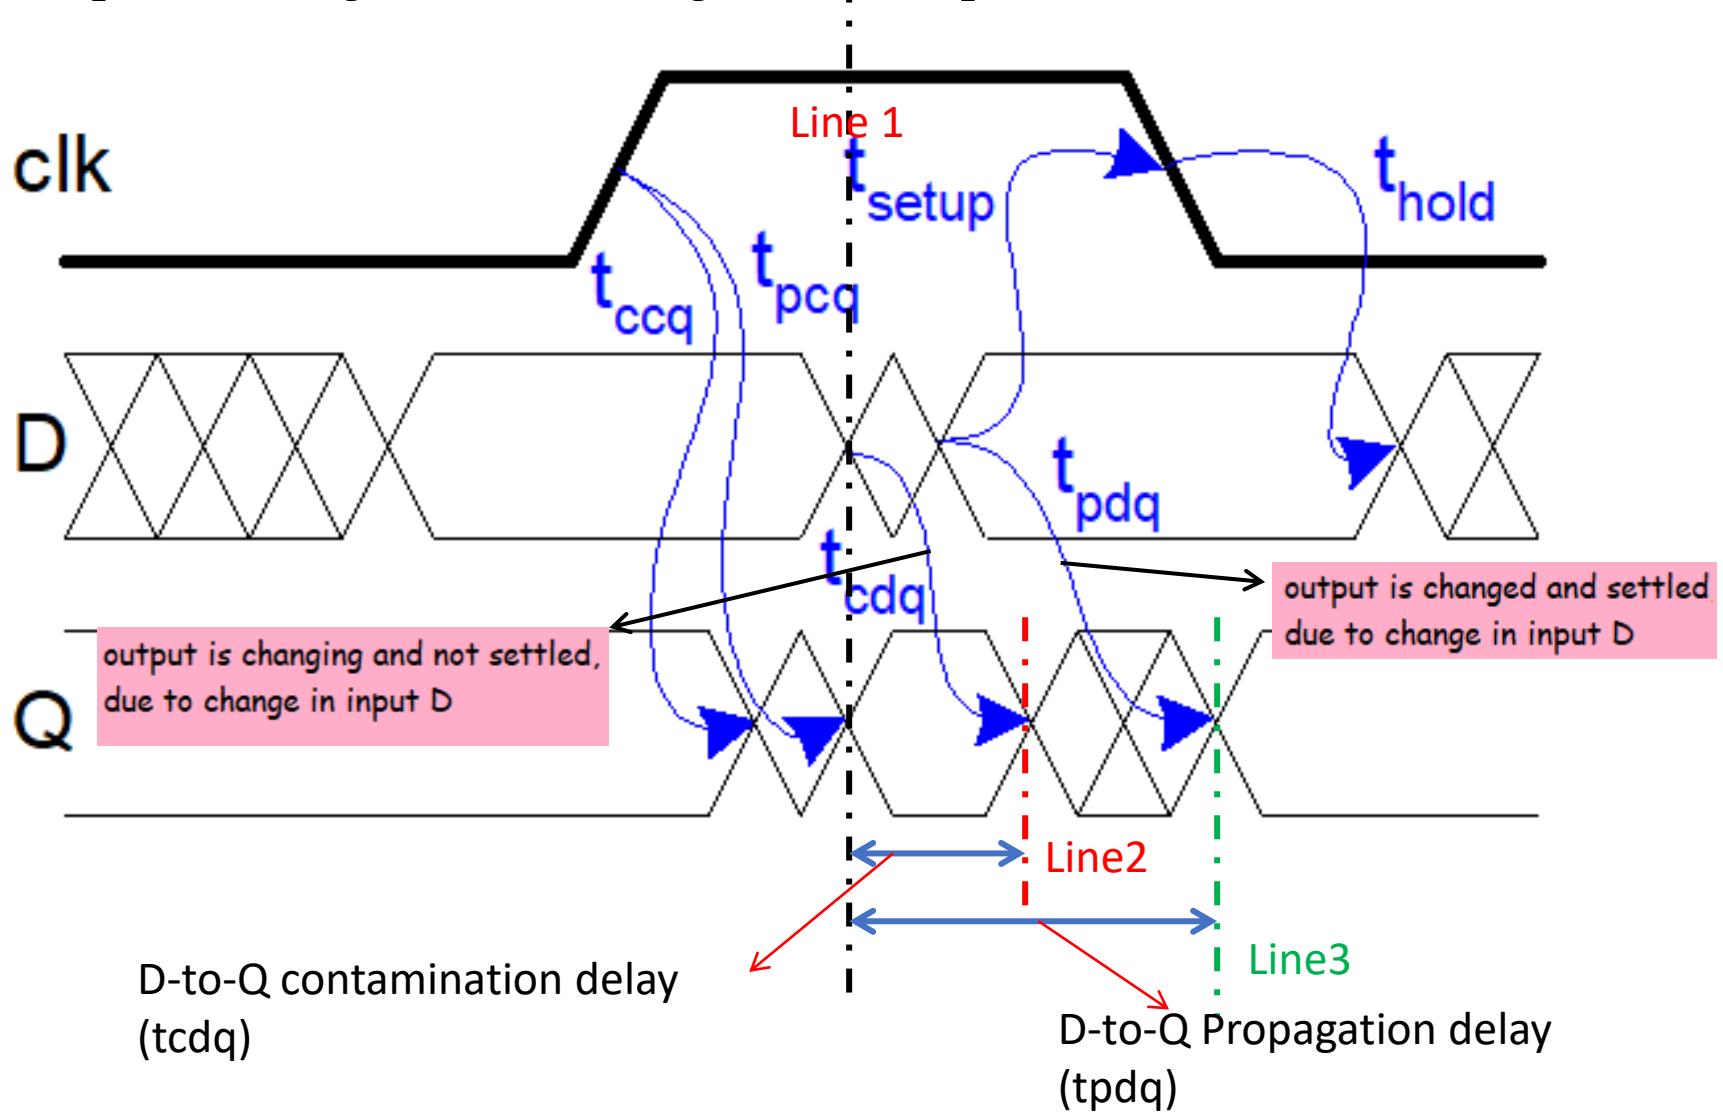 Line 1
clk
tsetup
thold
tccq
tpcq
D
tpdq
tcdq
output is changed and settled,
due to change in input D
output is changing and not settled,
due to change in input D
Q
Line2
Line3
D-to-Q contamination delay
(tcdq)
D-to-Q Propagation delay
(tpdq)